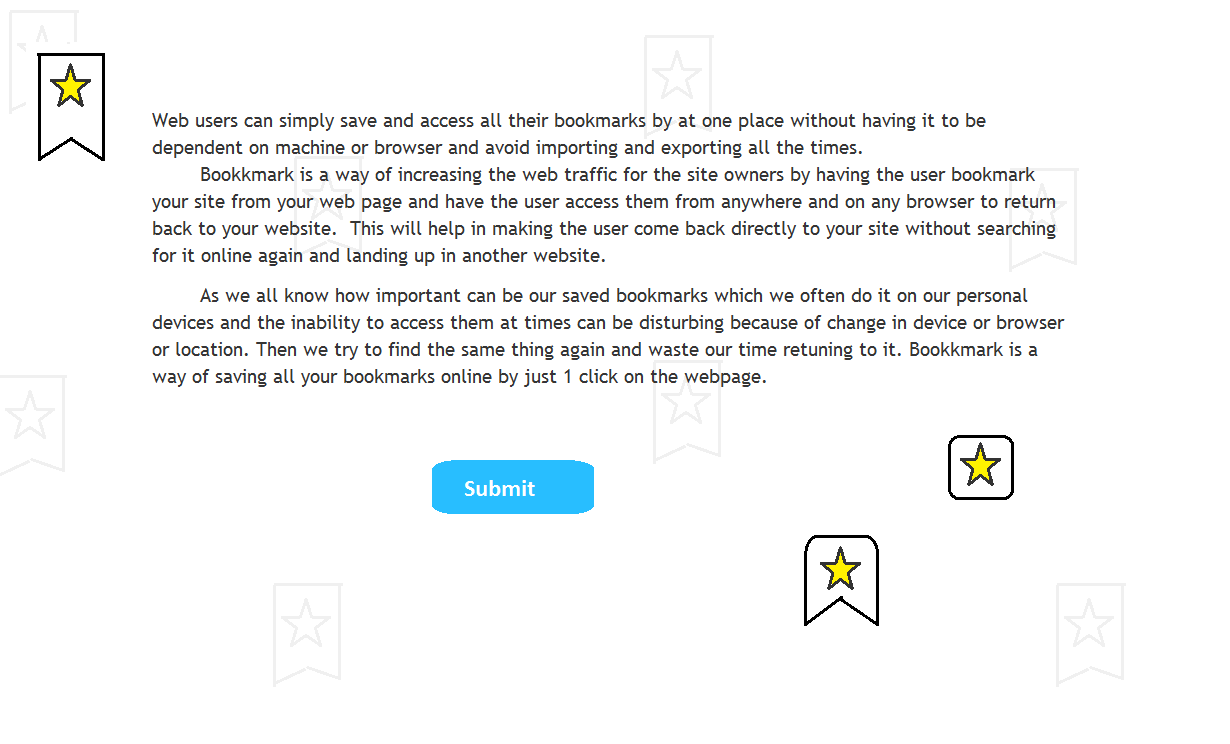 Web users can simply save and access all their bookmarks by at one place without having it to be
dependent on machine or browser and avoid importing and exporting all the times.
Bookkmark is a way of increasing the web traffic for the site owners by having the user bookmark
your site from your web page and have the user access them from anywhere and on any browser to return
back to your website.  This will help in making the user come back directly to your site without searching
for it online again and landing up in another website.
As we all know how important can be our saved bookmarks which we often do it on our personal
devices and the inability to access them at times can be disturbing because of change in device or browser
or location. Then we try to find the same thing again and waste our time retuning to it. Bookkmark is a
way of saving all your bookmarks online by just 1 click on the webpage.
Submit